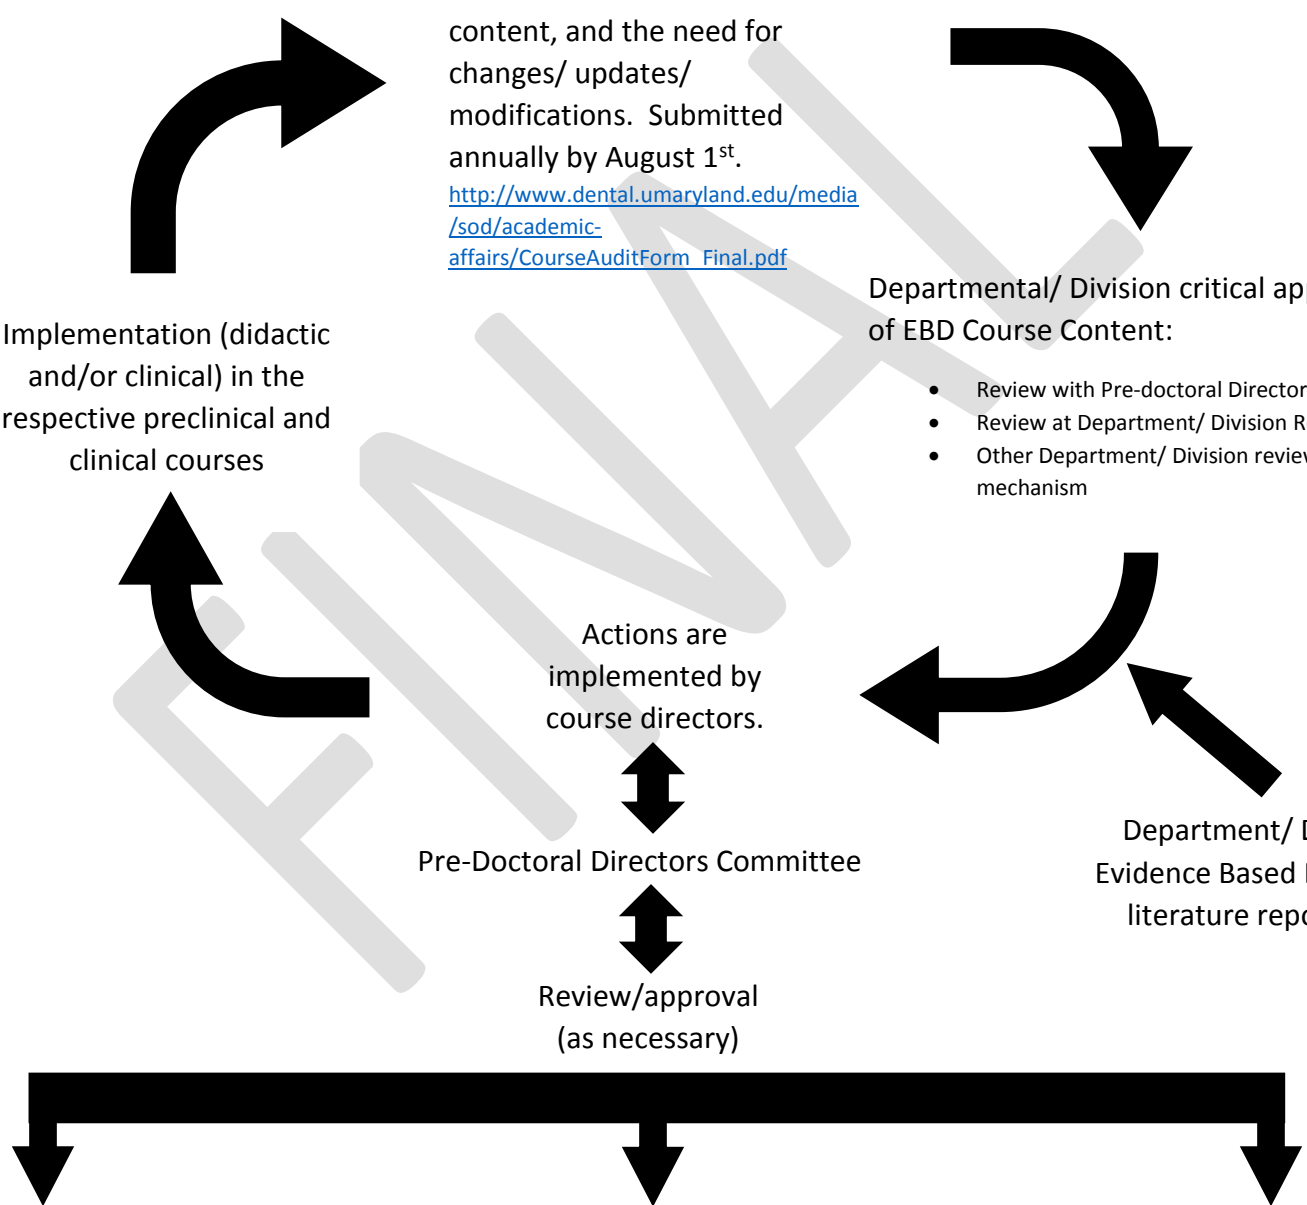 content, and the need for
changes/ updates/
modifications.  Submitted
annually by August 1st.
http://www.dental.umaryland.edu/media
/sod/academic-
affairs/CourseAuditForm_Final.pdf
Departmental/ Division critical
of EBD Course Content:
• Review with Pre-doctoral Director
• Review at Department/ Division
• Other Department/ Division
mechanism
Implementation (didactic
and/or clinical) in the
respective preclinical and
clinical courses
Actions are
implemented by
course directors.
Pre-Doctoral Directors Committee
Department/
Evidence Based
literature
Review/approval
(as necessary)
FINAL